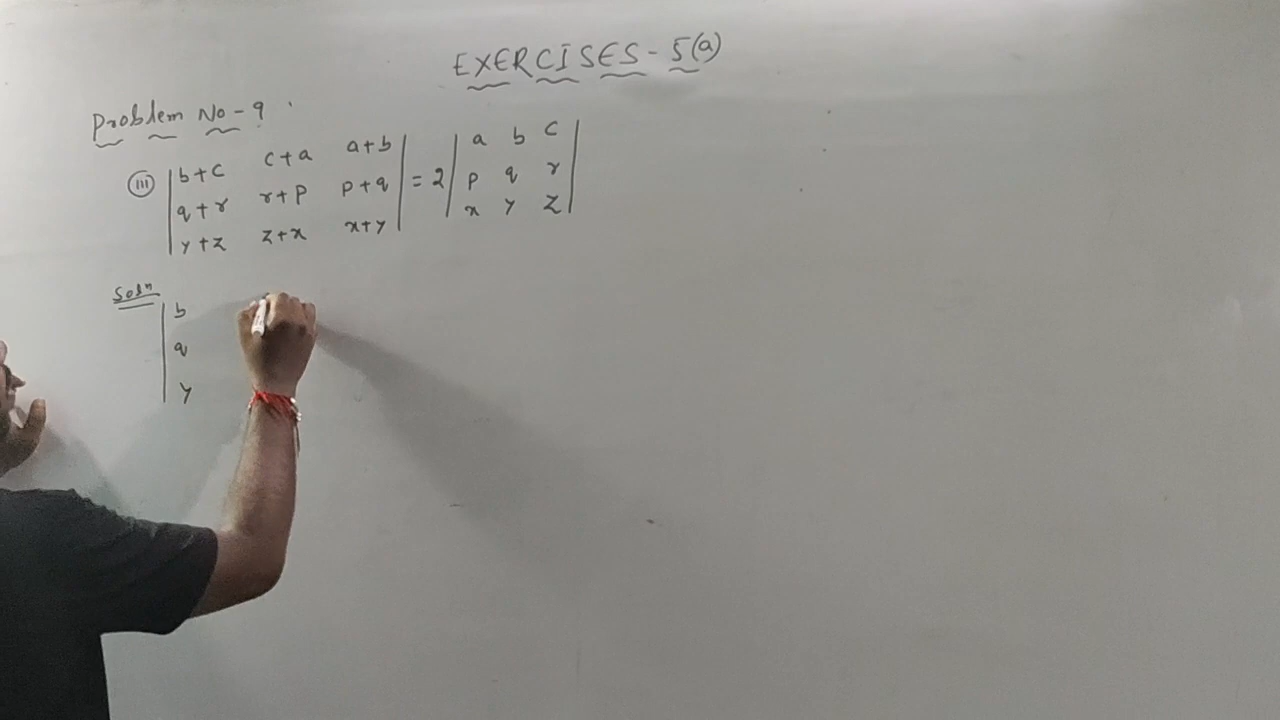 EXERCISES - 5(a)
Problem No - 9.
(iii) | b+c c+a a+b | = 2 | a b c |
| q+r r+p p+q | | p q r |
| y+z z+x x+y | | x y z |
Soln
| b
| q
| y